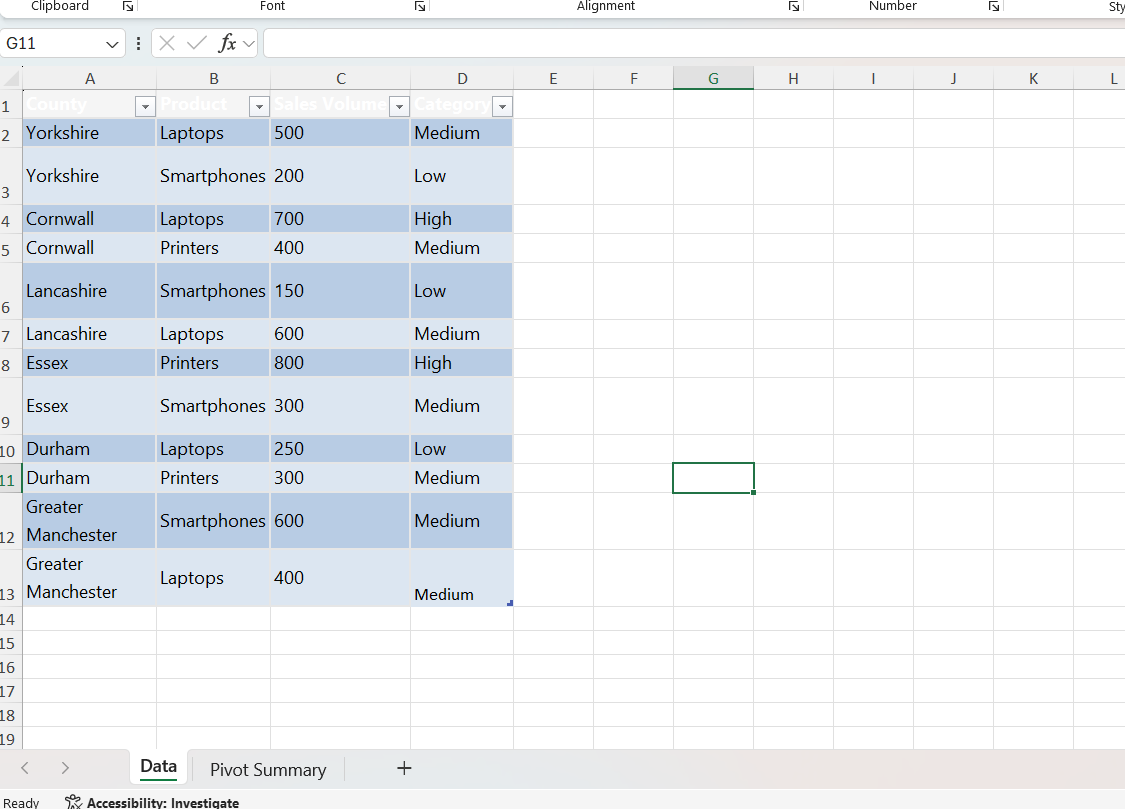 Clipboard Font Alignment Number Sty
G11 fx
A B C D E F G H I J K L
1 County Product Sales Volume Category
2 Yorkshire Laptops 500 Medium
3 Yorkshire Smartphones 200 Low
4 Cornwall Laptops 700 High
5 Cornwall Printers 400 Medium
6 Lancashire Smartphones 150 Low
7 Lancashire Laptops 600 Medium
8 Essex Printers 800 High
9 Essex Smartphones 300 Medium
10 Durham Laptops 250 Low
11 Durham Printers 300 Medium
Greater
12 Manchester Smartphones 600 Medium
Greater
13 Manchester Laptops 400 Medium
14
15
16
17
18
19
Data Pivot Summary
Ready Accessibility: Investigate